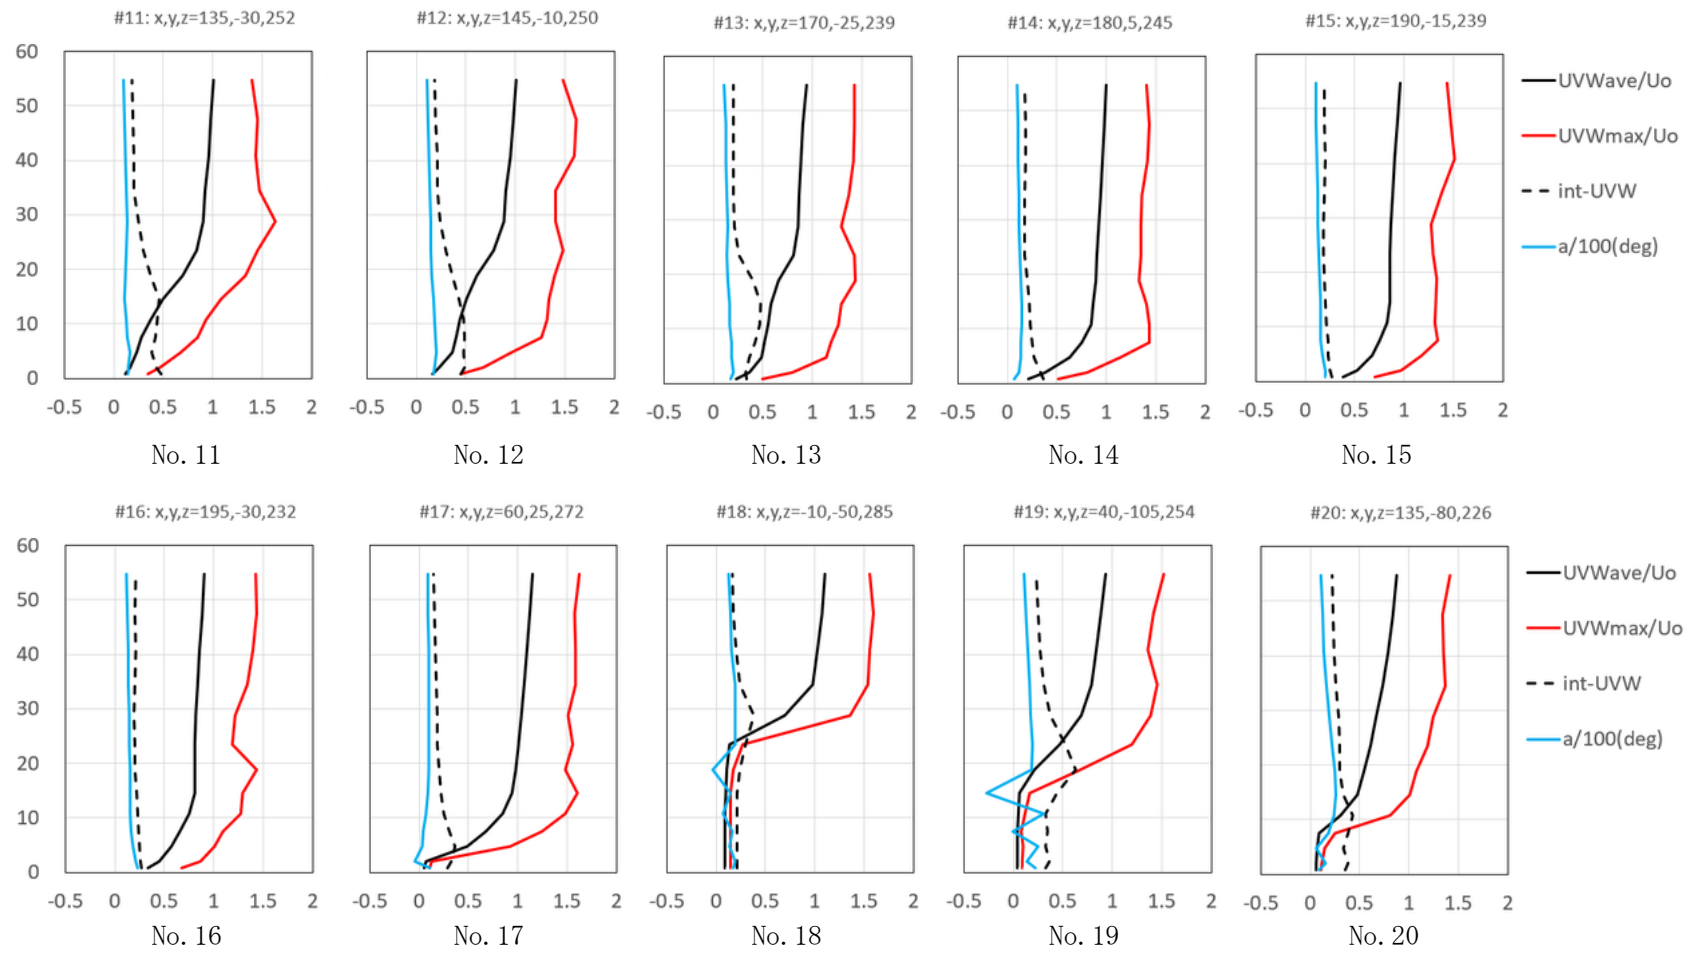 #11: x,y,z=135,-30,252 #12: x,y,z=145,-10,250 #13: x,y,z=170,-25,239 #14: x,y,z=180,5,245 #15: x,y,z=190,-15,239
60
50
40
30
20
10
0
UVWave/Uo
UVWmax/Uo
int-UVW
a/100(deg)
-0.5 0 0.5 1 1.5 2 -0.5 0 0.5 1 1.5 2 -0.5 0 0.5 1 1.5 2 -0.5 0 0.5 1 1.5 2 -0.5 0 0.5 1 1.5 2
No.11 No.12 No.13 No.14 No.15
#16: x,y,z=195,-30,232 #17: x,y,z=60,25,272 #18: x,y,z=-10,-50,285 #19: x,y,z=40,-105,254 #20: x,y,z=135,-80,226
60
50
40
30
20
10
0
UVWave/Uo
UVWmax/Uo
int-UVW
a/100(deg)
-0.5 0 0.5 1 1.5 2 -0.5 0 0.5 1 1.5 2 -0.5 0 0.5 1 1.5 2 -0.5 0 0.5 1 1.5 2 -0.5 0 0.5 1 1.5 2
No.16 No.17 No.18 No.19 No.20